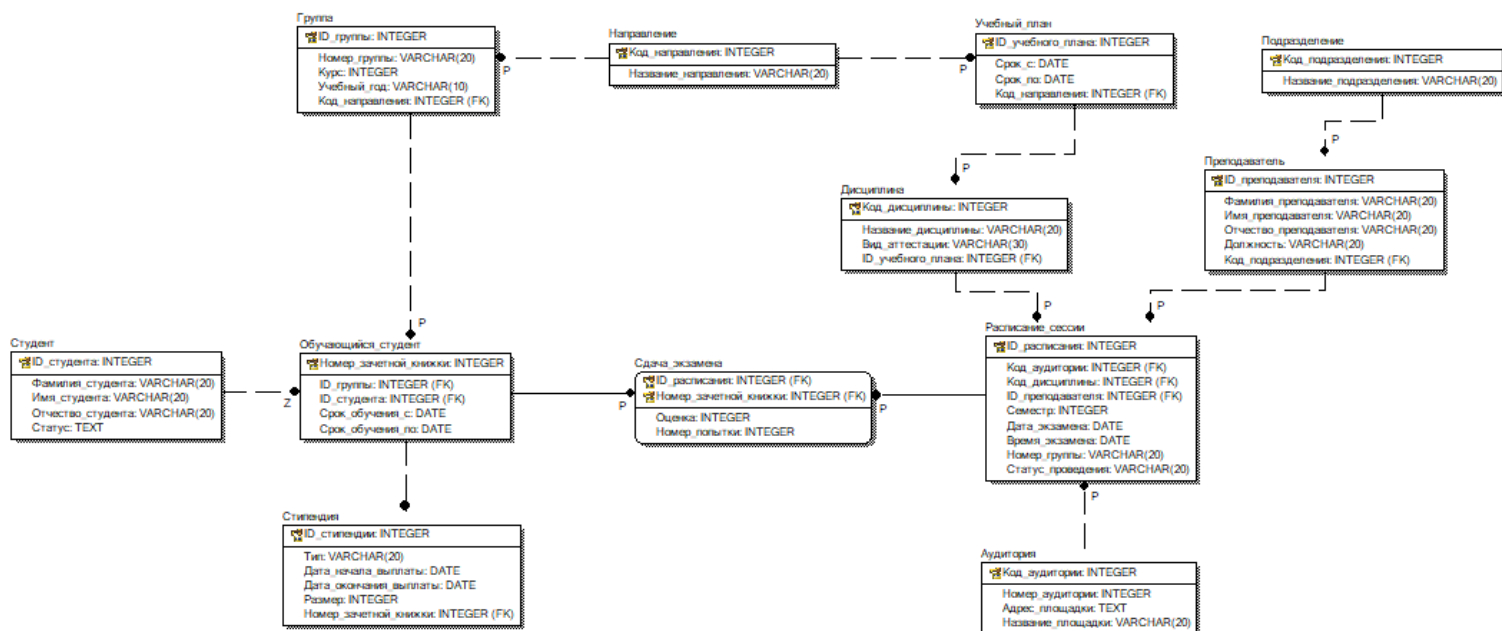 Группа
ID_группы: INTEGER
Номер_группы: VARCHAR(20)
Курс: INTEGER
Учебный_год: VARCHAR(10)
Код_направления: INTEGER (FK)
P
Направление
Код_направления: INTEGER
Название_направления: VARCHAR(20)
P
Учебный_план
ID_учебного_плана: INTEGER
Срок_с: DATE
Срок_по: DATE
Код_направления: INTEGER (FK)
Подразделение
Код_подразделения: INTEGER
Название_подразделения: VARCHAR(20)
P
P
Дисциплина
Код_дисциплины: INTEGER
Название_дисциплины: VARCHAR(20)
Вид_аттестации: VARCHAR(30)
ID_учебного_плана: INTEGER (FK)
Преподаватель
ID_преподавателя: INTEGER
Фамилия_преподавателя: VARCHAR(20)
Имя_преподавателя: VARCHAR(20)
Отчество_преподавателя: VARCHAR(20)
Должность: VARCHAR(20)
Код_подразделения: INTEGER (FK)
P
P
P
Студент
ID_студента: INTEGER
Фамилия_студента: VARCHAR(20)
Имя_студента: VARCHAR(20)
Отчество_студента: VARCHAR(20)
Статус: TEXT
Z
Обучающийся_студент
Номер_зачетной_книжки: INTEGER
ID_группы: INTEGER (FK)
ID_студента: INTEGER (FK)
Срок_обучения_с: DATE
Срок_обучения_по: DATE
P
Сдача_экзамена
ID_расписания: INTEGER (FK)
Номер_зачетной_книжки: INTEGER (FK)
Оценка: INTEGER
Номер_попытки: INTEGER
P
Расписание_сессии
ID_расписания: INTEGER
Код_аудитории: INTEGER (FK)
Код_дисциплины: INTEGER (FK)
ID_преподавателя: INTEGER (FK)
Семестр: INTEGER
Дата_экзамена: DATE
Время_экзамена: DATE
Номер_группы: VARCHAR(20)
Статус_проведения: VARCHAR(20)
P
Стипендия
ID_стипендии: INTEGER
Тип: VARCHAR(20)
Дата_начала_выплаты: DATE
Дата_окончания_выплаты: DATE
Размер: INTEGER
Номер_зачетной_книжки: INTEGER (FK)
Аудитория
Код_аудитории: INTEGER
Номер_аудитории: INTEGER
Адрес_площадки: TEXT
Название_площадки: VARCHAR(20)